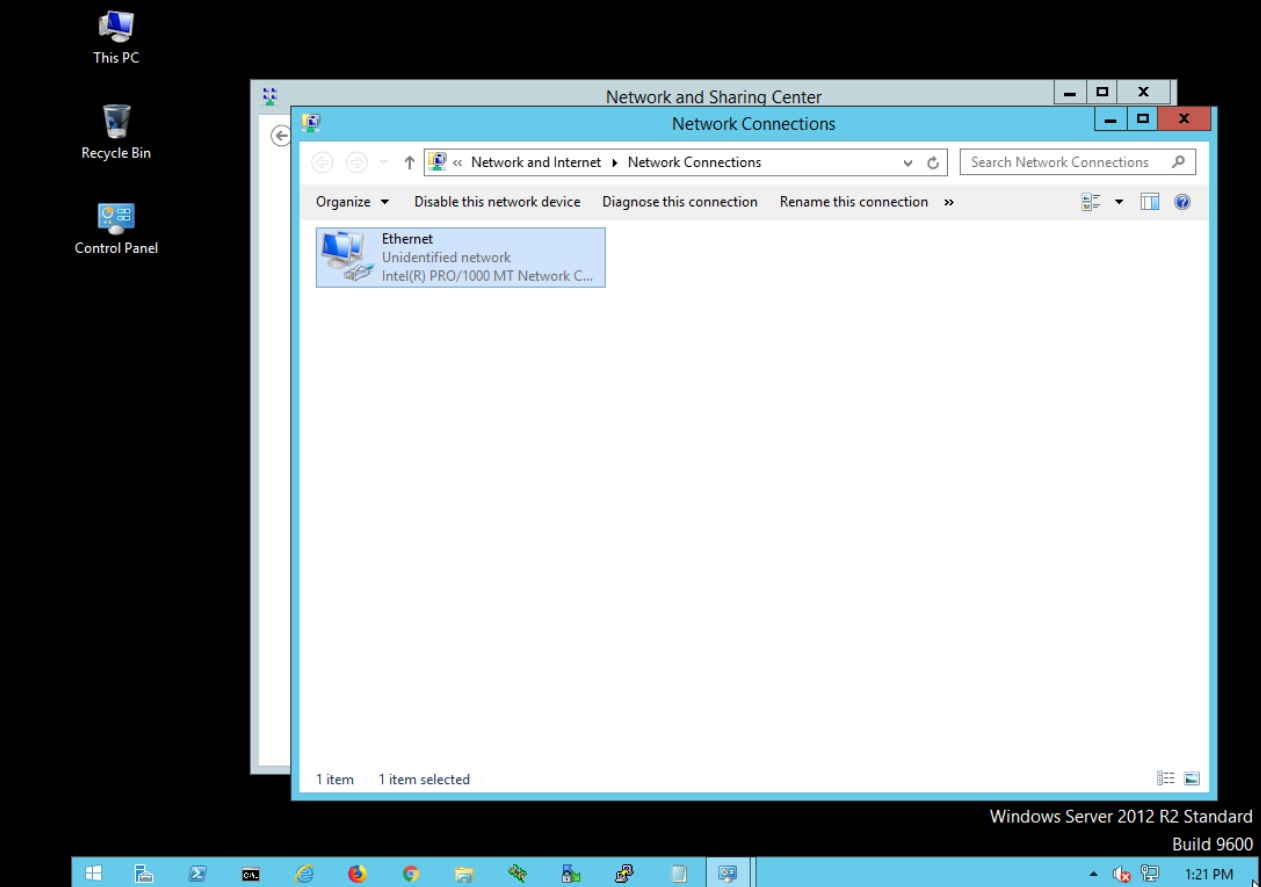 This PC
Recycle Bin
Control Panel
Network and Sharing Center
Network Connections
« Network and Internet ▸ Network Connections
Search Network Connections
Organize
Disable this network device
Diagnose this connection
Rename this connection
»
Ethernet
Unidentified network
Intel(R) PRO/1000 MT Network C...
1 item
1 item selected
Windows Server 2012 R2 Standard
Build 9600
1:21 PM